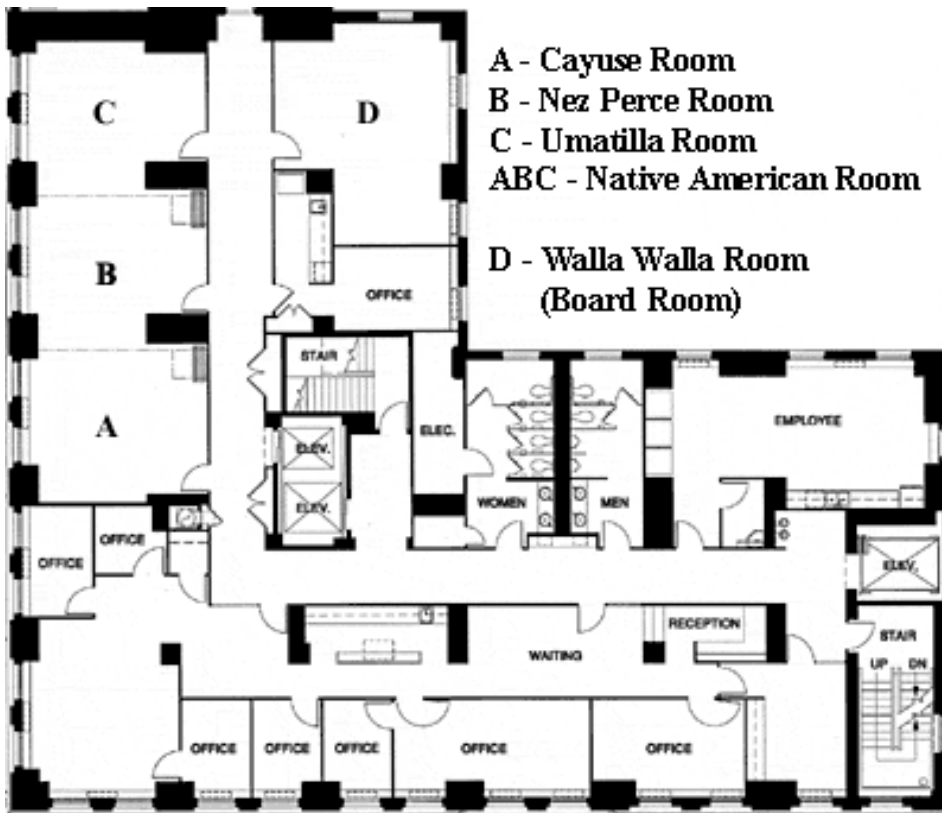 A - Cayuse Room
B - Nez Perce Room
C - Umatilla Room
ABC - Native American Room
D - Walla Walla Room
(Board Room)
C
D
B
OFFICE
STAIR
A
ELEV.
ELEC.
EMPLOYEE
ELEV.
WOMEN
MEN
OFFICE
OFFICE
ELEV.
RECEPTION
STAIR
WAITING
UP DN
OFFICE
OFFICE
OFFICE
OFFICE
OFFICE